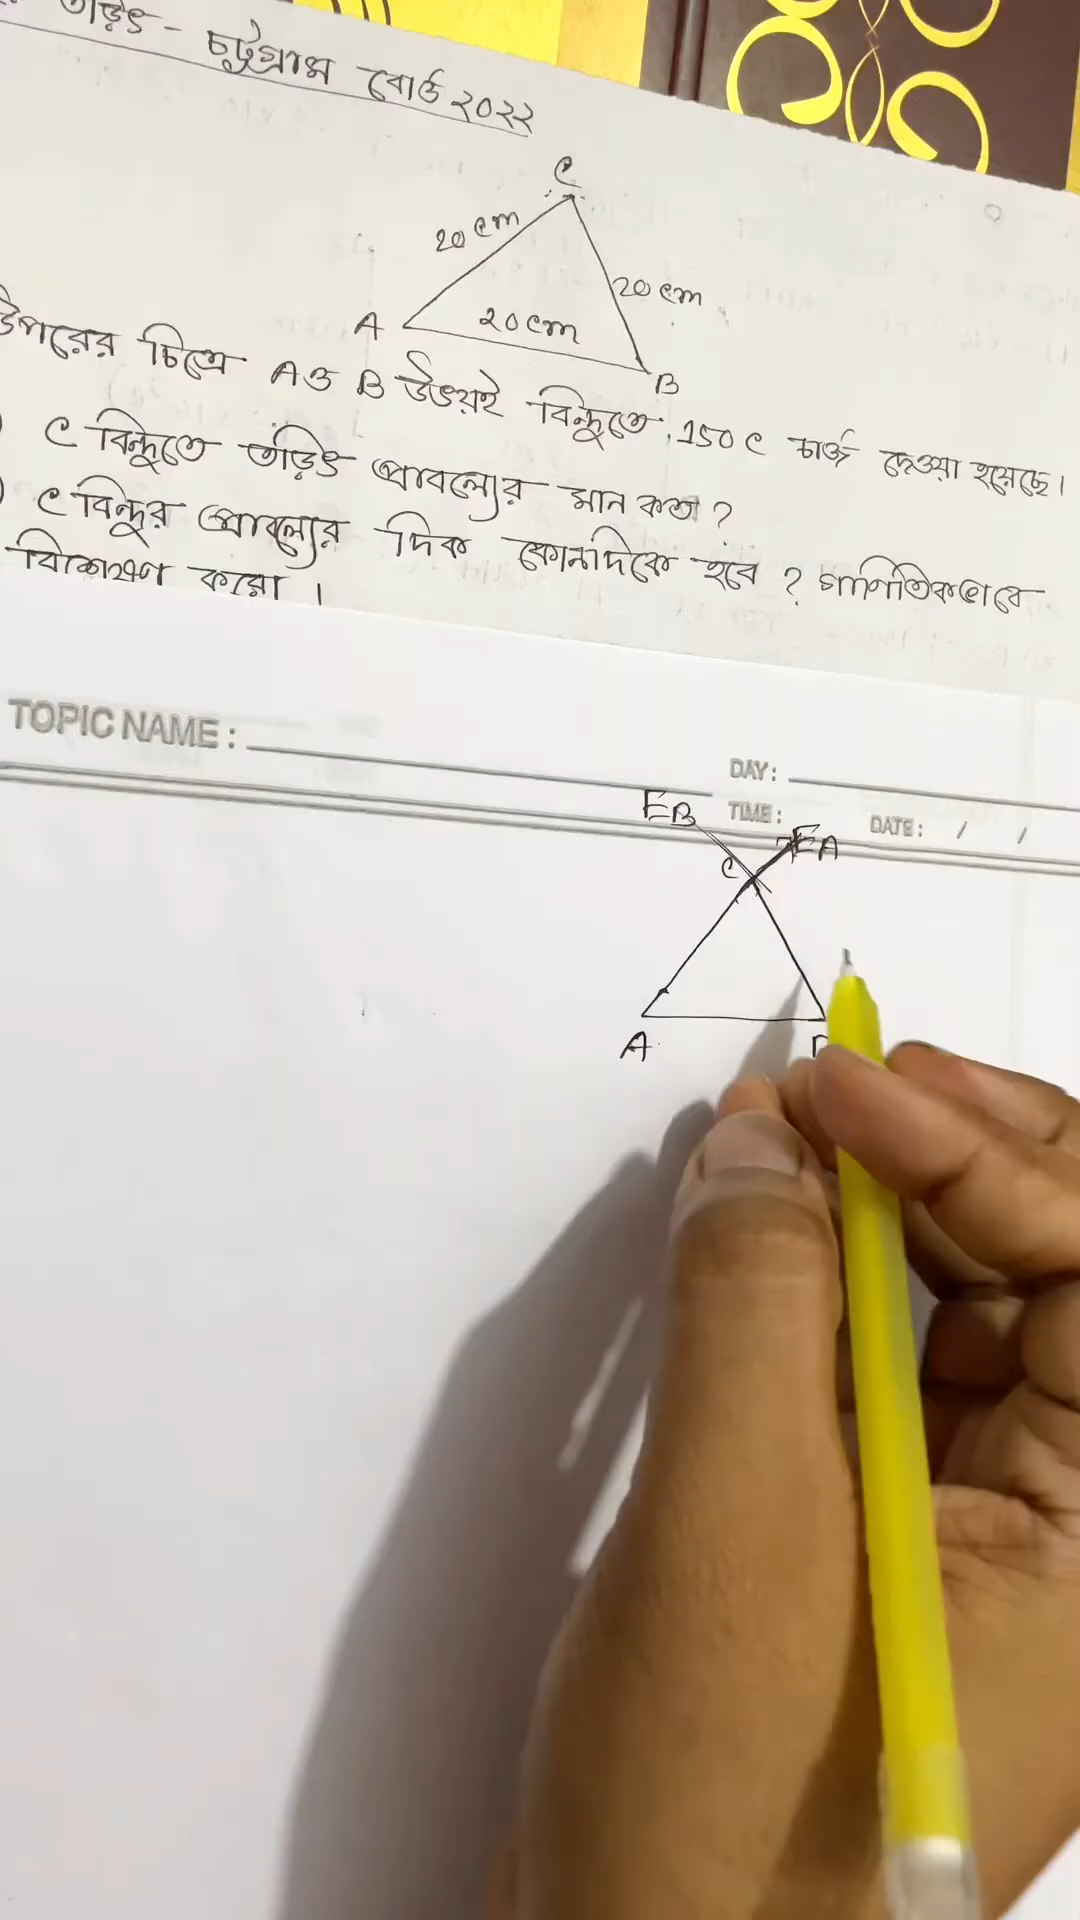 তড়িৎ - চট্টগ্রাম বোর্ড ২০২২
C
20 cm
20 cm
A
20cm
B
উপরের চিত্রে A ও B উভয়ই বিন্দুতে 150C চার্জ দেওয়া হয়েছে।
C বিন্দুতে তড়িৎ প্রাবল্যের মান কত?
C বিন্দুর প্রাবল্যের দিক কোনদিকে হবে? গাণিতিকভাবে
বিশ্লেষণ করো।
TOPIC NAME :
DAY :
TIME :
DATE : / /
EB
EA
C
A